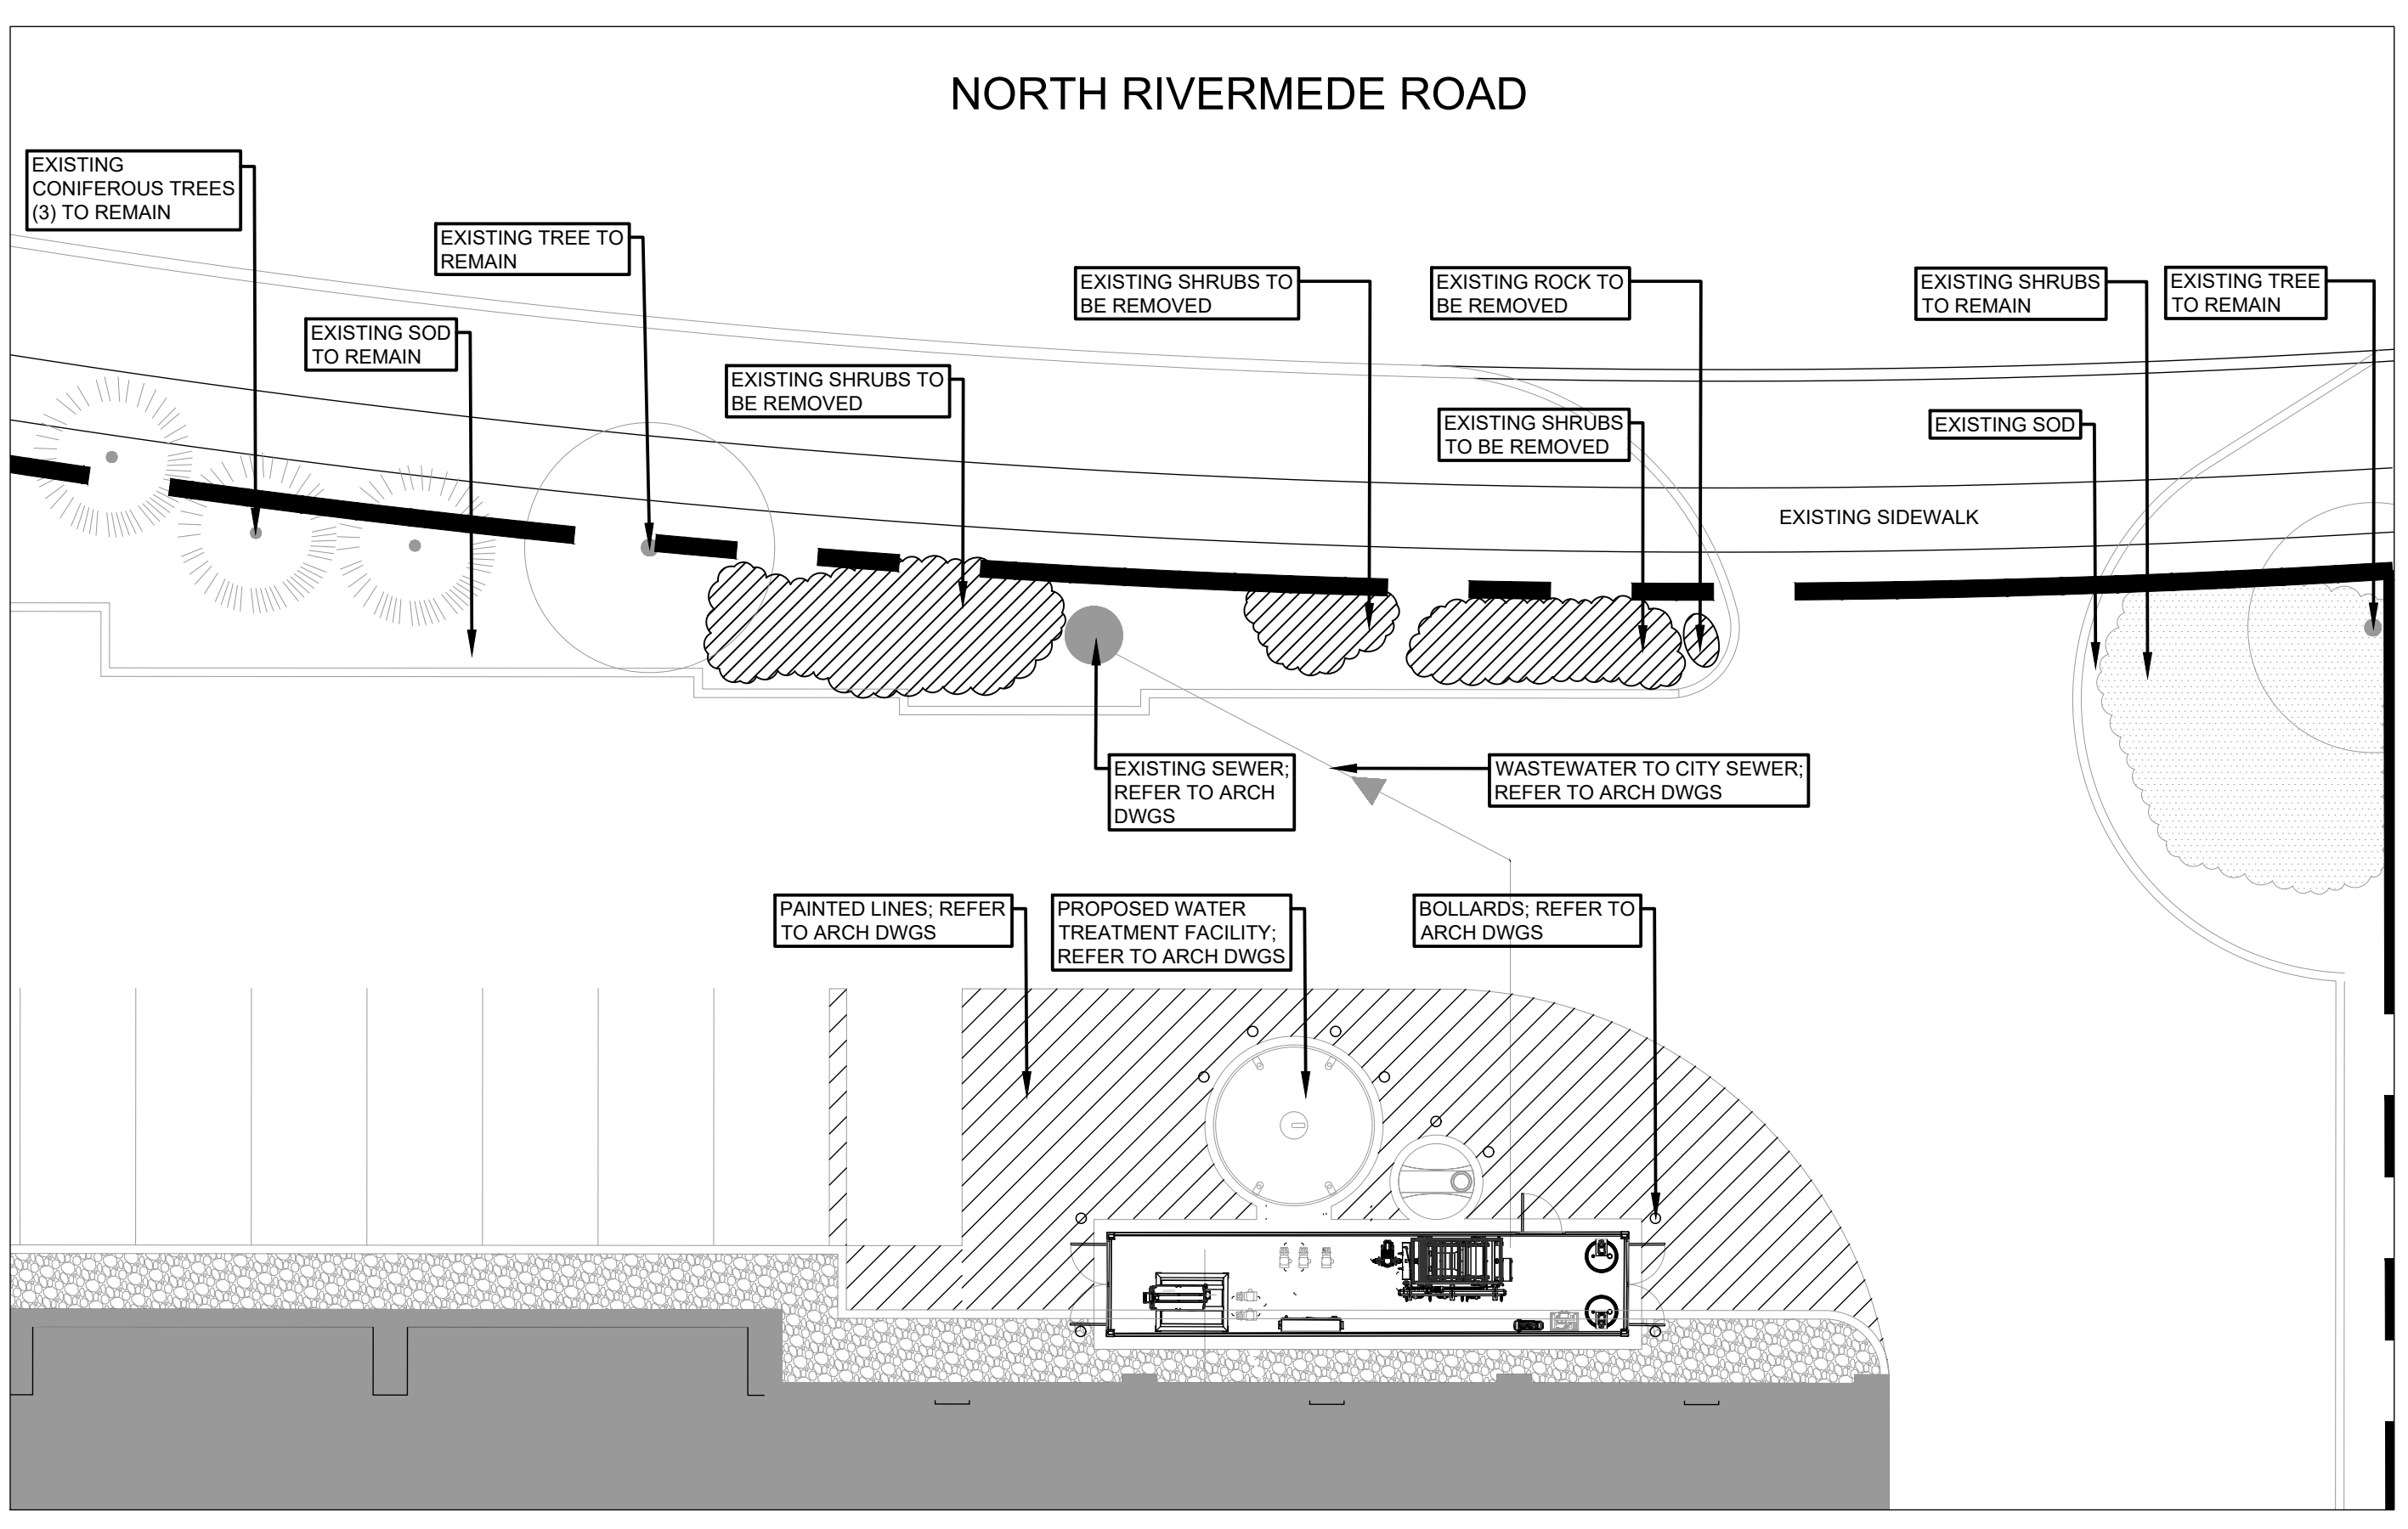 NORTH RIVERMEDE ROAD
EXISTING
CONIFEROUS TREES
(3) TO REMAIN
EXISTING TREE TO
REMAIN
EXISTING SOD
TO REMAIN
EXISTING SHRUBS TO
BE REMOVED
EXISTING SHRUBS TO
BE REMOVED
EXISTING ROCK TO
BE REMOVED
EXISTING SHRUBS
TO BE REMOVED
EXISTING SHRUBS
TO REMAIN
EXISTING TREE
TO REMAIN
EXISTING SOD
EXISTING SIDEWALK
EXISTING SEWER;
REFER TO ARCH
DWGS
WASTEWATER TO CITY SEWER;
REFER TO ARCH DWGS
PAINTED LINES; REFER
TO ARCH DWGS
PROPOSED WATER
TREATMENT FACILITY;
REFER TO ARCH DWGS
BOLLARDS; REFER TO
ARCH DWGS